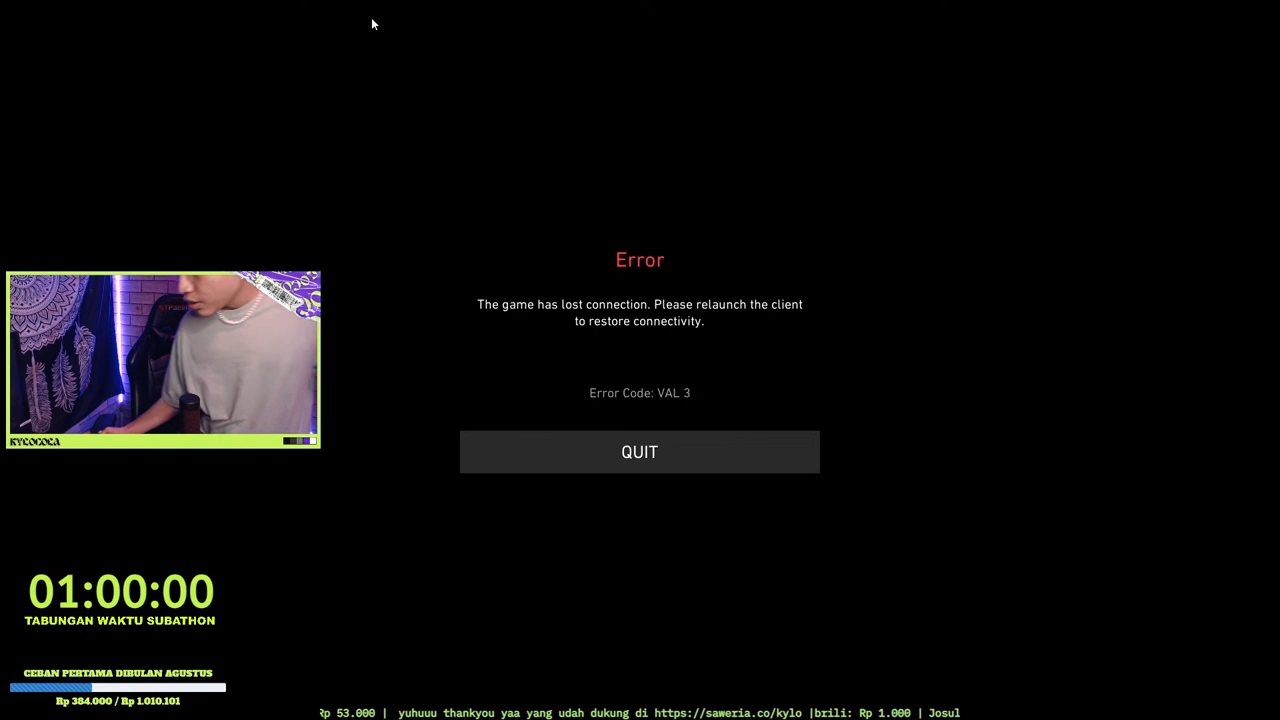 Error
The game has lost connection. Please relaunch the client
to restore connectivity.
Error Code: VAL 3
QUIT
KYLOCOLA
01:00:00
TABUNGAN WAKTU SUBATHON
CEBAN PERTAMA DIBULAN AGUSTUS
Rp 384.000 / Rp 1.010.101
Rp 53.000 | yuhuuu thankyou yaa yang udah dukung di https://saweria.co/kylo |brili: Rp 1.000 | Josul